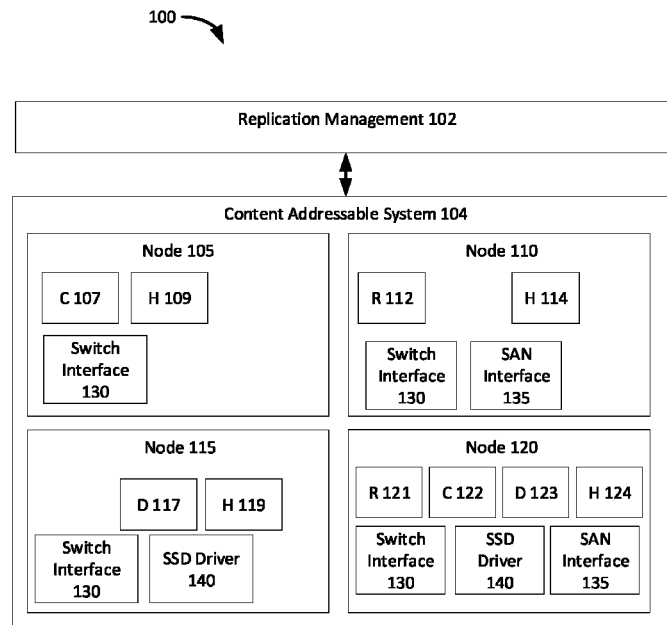 100
Replication Management 102
Content Addressable System 104
Node 105
C 107
H 109
Switch
Interface
130
Node 110
R 112
H 114
Switch
Interface
130
SAN
Interface
135
Node 115
D 117
H 119
Switch
Interface
130
SSD Driver
140
Node 120
R 121
C 122
D 123
H 124
Switch
Interface
130
SSD
Driver
140
SAN
Interface
135